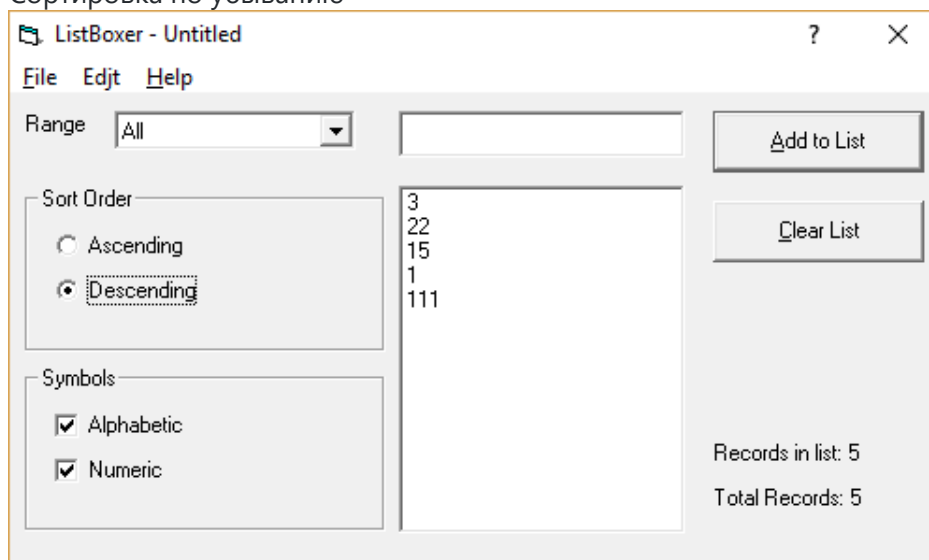 Сортировка по убыванию
ListBoxer - Untitled
?
File Edjt Help
Range All
Add to List
Sort Order
Ascending
Descending
3
22
15
1
111
Clear List
Symbols
Alphabetic
Numeric
Records in list: 5
Total Records: 5